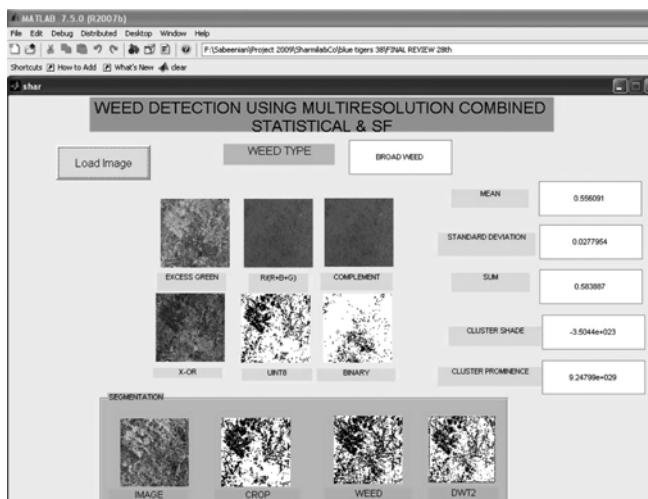 MATLAB 7.5.0 (R2007b)
File Edit Debug Distributed Desktop Window Help
F:\Sabeenian\Project 2009\SharmilabCo\blue tigers 38\FINAL REVIEW 28th
Shortcuts How to Add What's New clear
shar
WEED DETECTION USING MULTIRESOLUTION COMBINED
STATISTICAL & SF
Load Image
WEED TYPE
BROAD WEED
MEAN
0.556091
STANDARD DEVIATION
0.0277954
SUM
0.583887
CLUSTER SHADE
-3.5044e+023
CLUSTER PROMINENCE
9.24799e+029
EXCESS GREEN
R/(R+B+G)
COMPLEMENT
X-OR
UINT8
BINARY
SEGMENTATION
IMAGE
CROP
WEED
DWT2